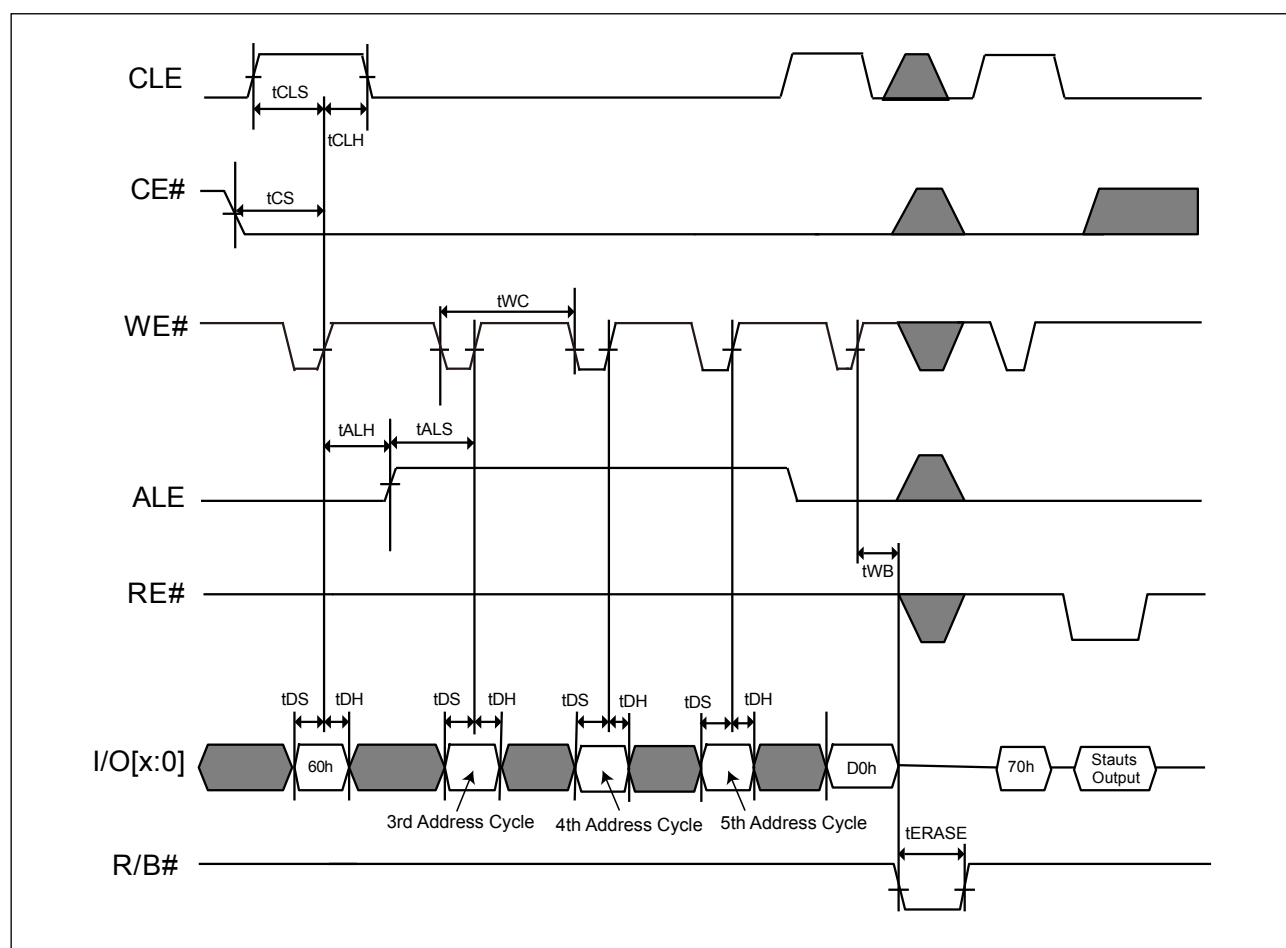 CLE
tCLS
tCLH
CE#
tCS
WE#
tWC
tALH
tALS
ALE
tWB
RE#
tDS
tDH
tDS
tDH
tDS
tDH
tDS
tDH
I/O[x:0]
60h
D0h
70h
Stauts
Output
3rd Address Cycle
4th Address Cycle
5th Address Cycle
tERASE
R/B#